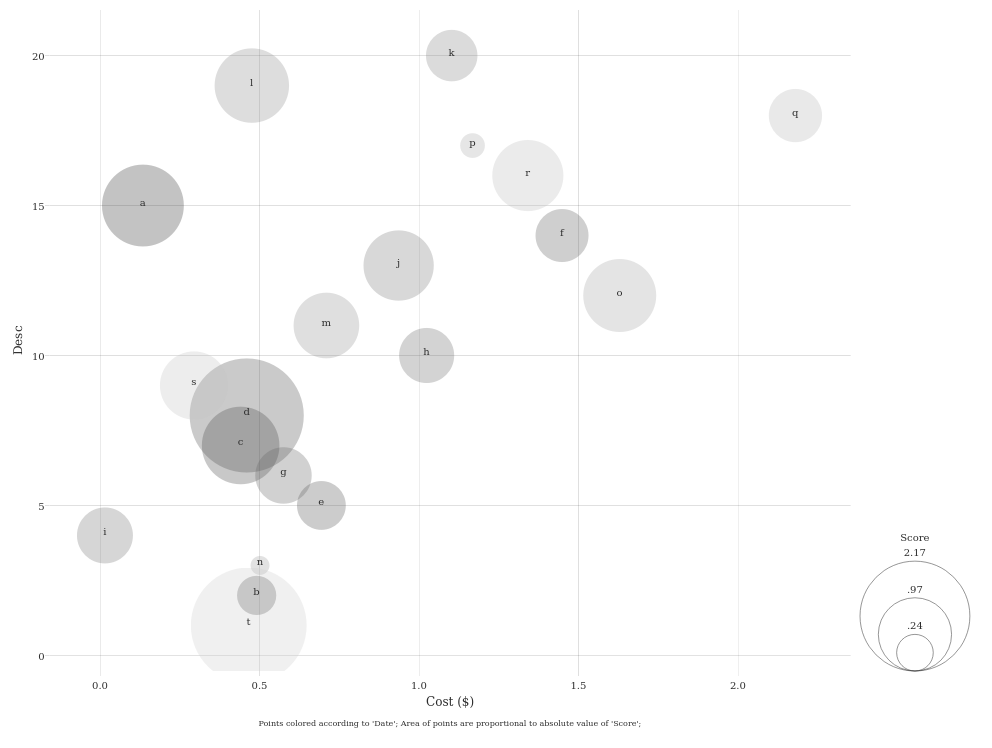 20
15
10
5
0
Desc
k
l
q
p
r
a
f
j
o
m
h
s
d
c
g
e
i
n
b
t
Score
2.17
.97
.24
0.0 0.5 1.0 1.5 2.0
Cost ($)
Points colored according to 'Date'; Area of points are proportional to absolute value of 'Score';